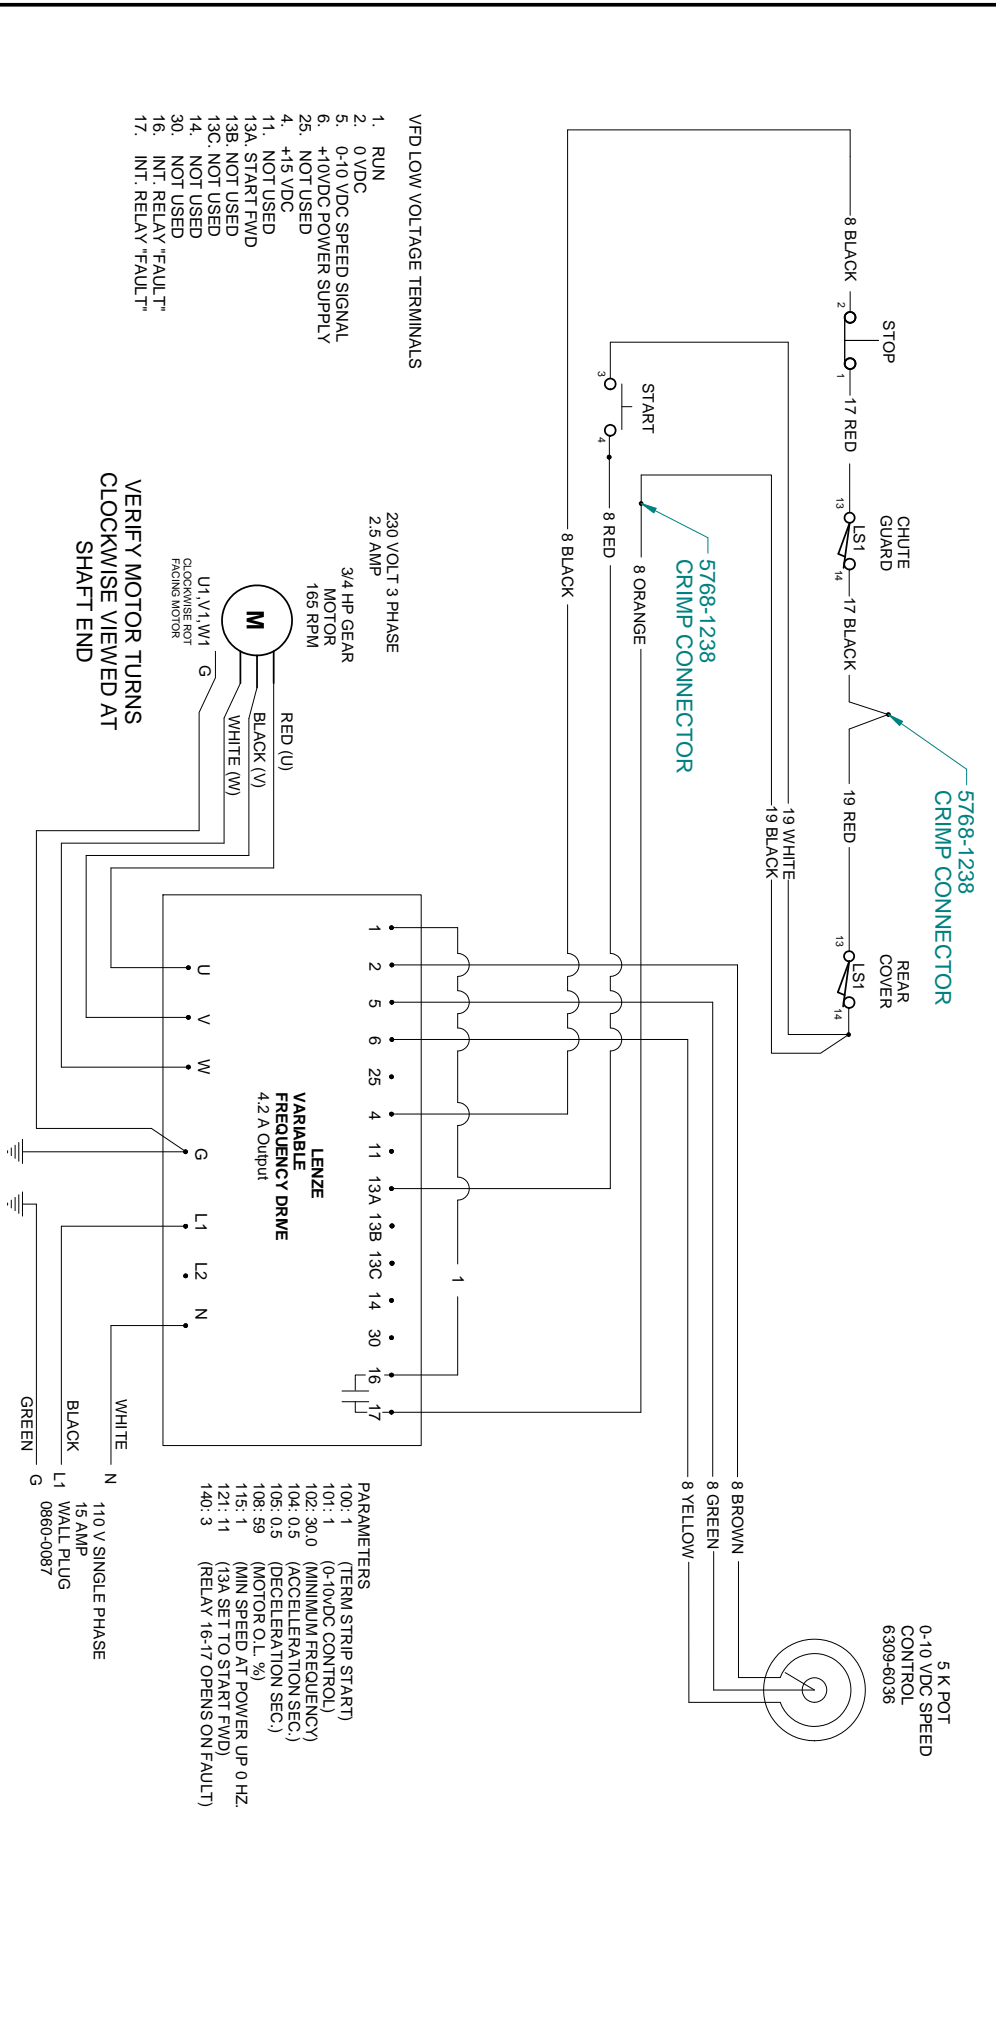 8 BLACK
2
STOP
1
17 RED
13
CHUTE
GUARD
LS1
14
17 BLACK
5768-1238
CRIMP CONNECTOR
19 RED
13
REAR
COVER
LS1
14
3
START
4
8 RED
8 BLACK
8 ORANGE
5768-1238
CRIMP CONNECTOR
19 WHITE
19 BLACK
VFD LOW VOLTAGE TERMINALS
1. RUN
2. 0 VDC
5. 0-10 VDC SPEED SIGNAL
6. +10VDC POWER SUPPLY
25. NOT USED
4. +15 VDC
11. NOT USED
13A. START FWD
13B. NOT USED
13C. NOT USED
14. NOT USED
30. NOT USED
16. INT. RELAY "FAULT"
17. INT. RELAY "FAULT"
230 VOLT 3 PHASE
2.5 AMP
3/4 HP GEAR
MOTOR
165 RPM
M
U1,V1,W1
CLOCKWISE ROT
FACING MOTOR
G
RED (U)
BLACK (V)
WHITE (W)
VERIFY MOTOR TURNS
CLOCKWISE VIEWED AT
SHAFT END
1 2 5 6 25 4 11 13A 13B 13C 14 30 16 17
1
LENZE
VARIABLE
FREQUENCY DRIVE
4.2 A Output
U V W G L1 L2 N
8 BROWN
8 GREEN
8 YELLOW
5 K POT
0-10 VDC SPEED
CONTROL
6309-6036
PARAMETERS
100: 1 (TERM STRIP START)
101: 1 (0-10vDC CONTROL)
102: 30.0 (MINIMUM FREQUENCY)
104: 0.5 (ACCELLERATION SEC.)
105: 0.5 (DECELERATION SEC.)
108: 59 (MOTOR O.L. %)
115: 1 (MIN SPEED AT POWER UP 0 HZ.
121: 11 (13A SET TO START FWD)
140: 3 (RELAY 16-17 OPENS ON FAULT)
WHITE N
BLACK L1
GREEN G
110 V SINGLE PHASE
15 AMP
WALL PLUG
0860-0087